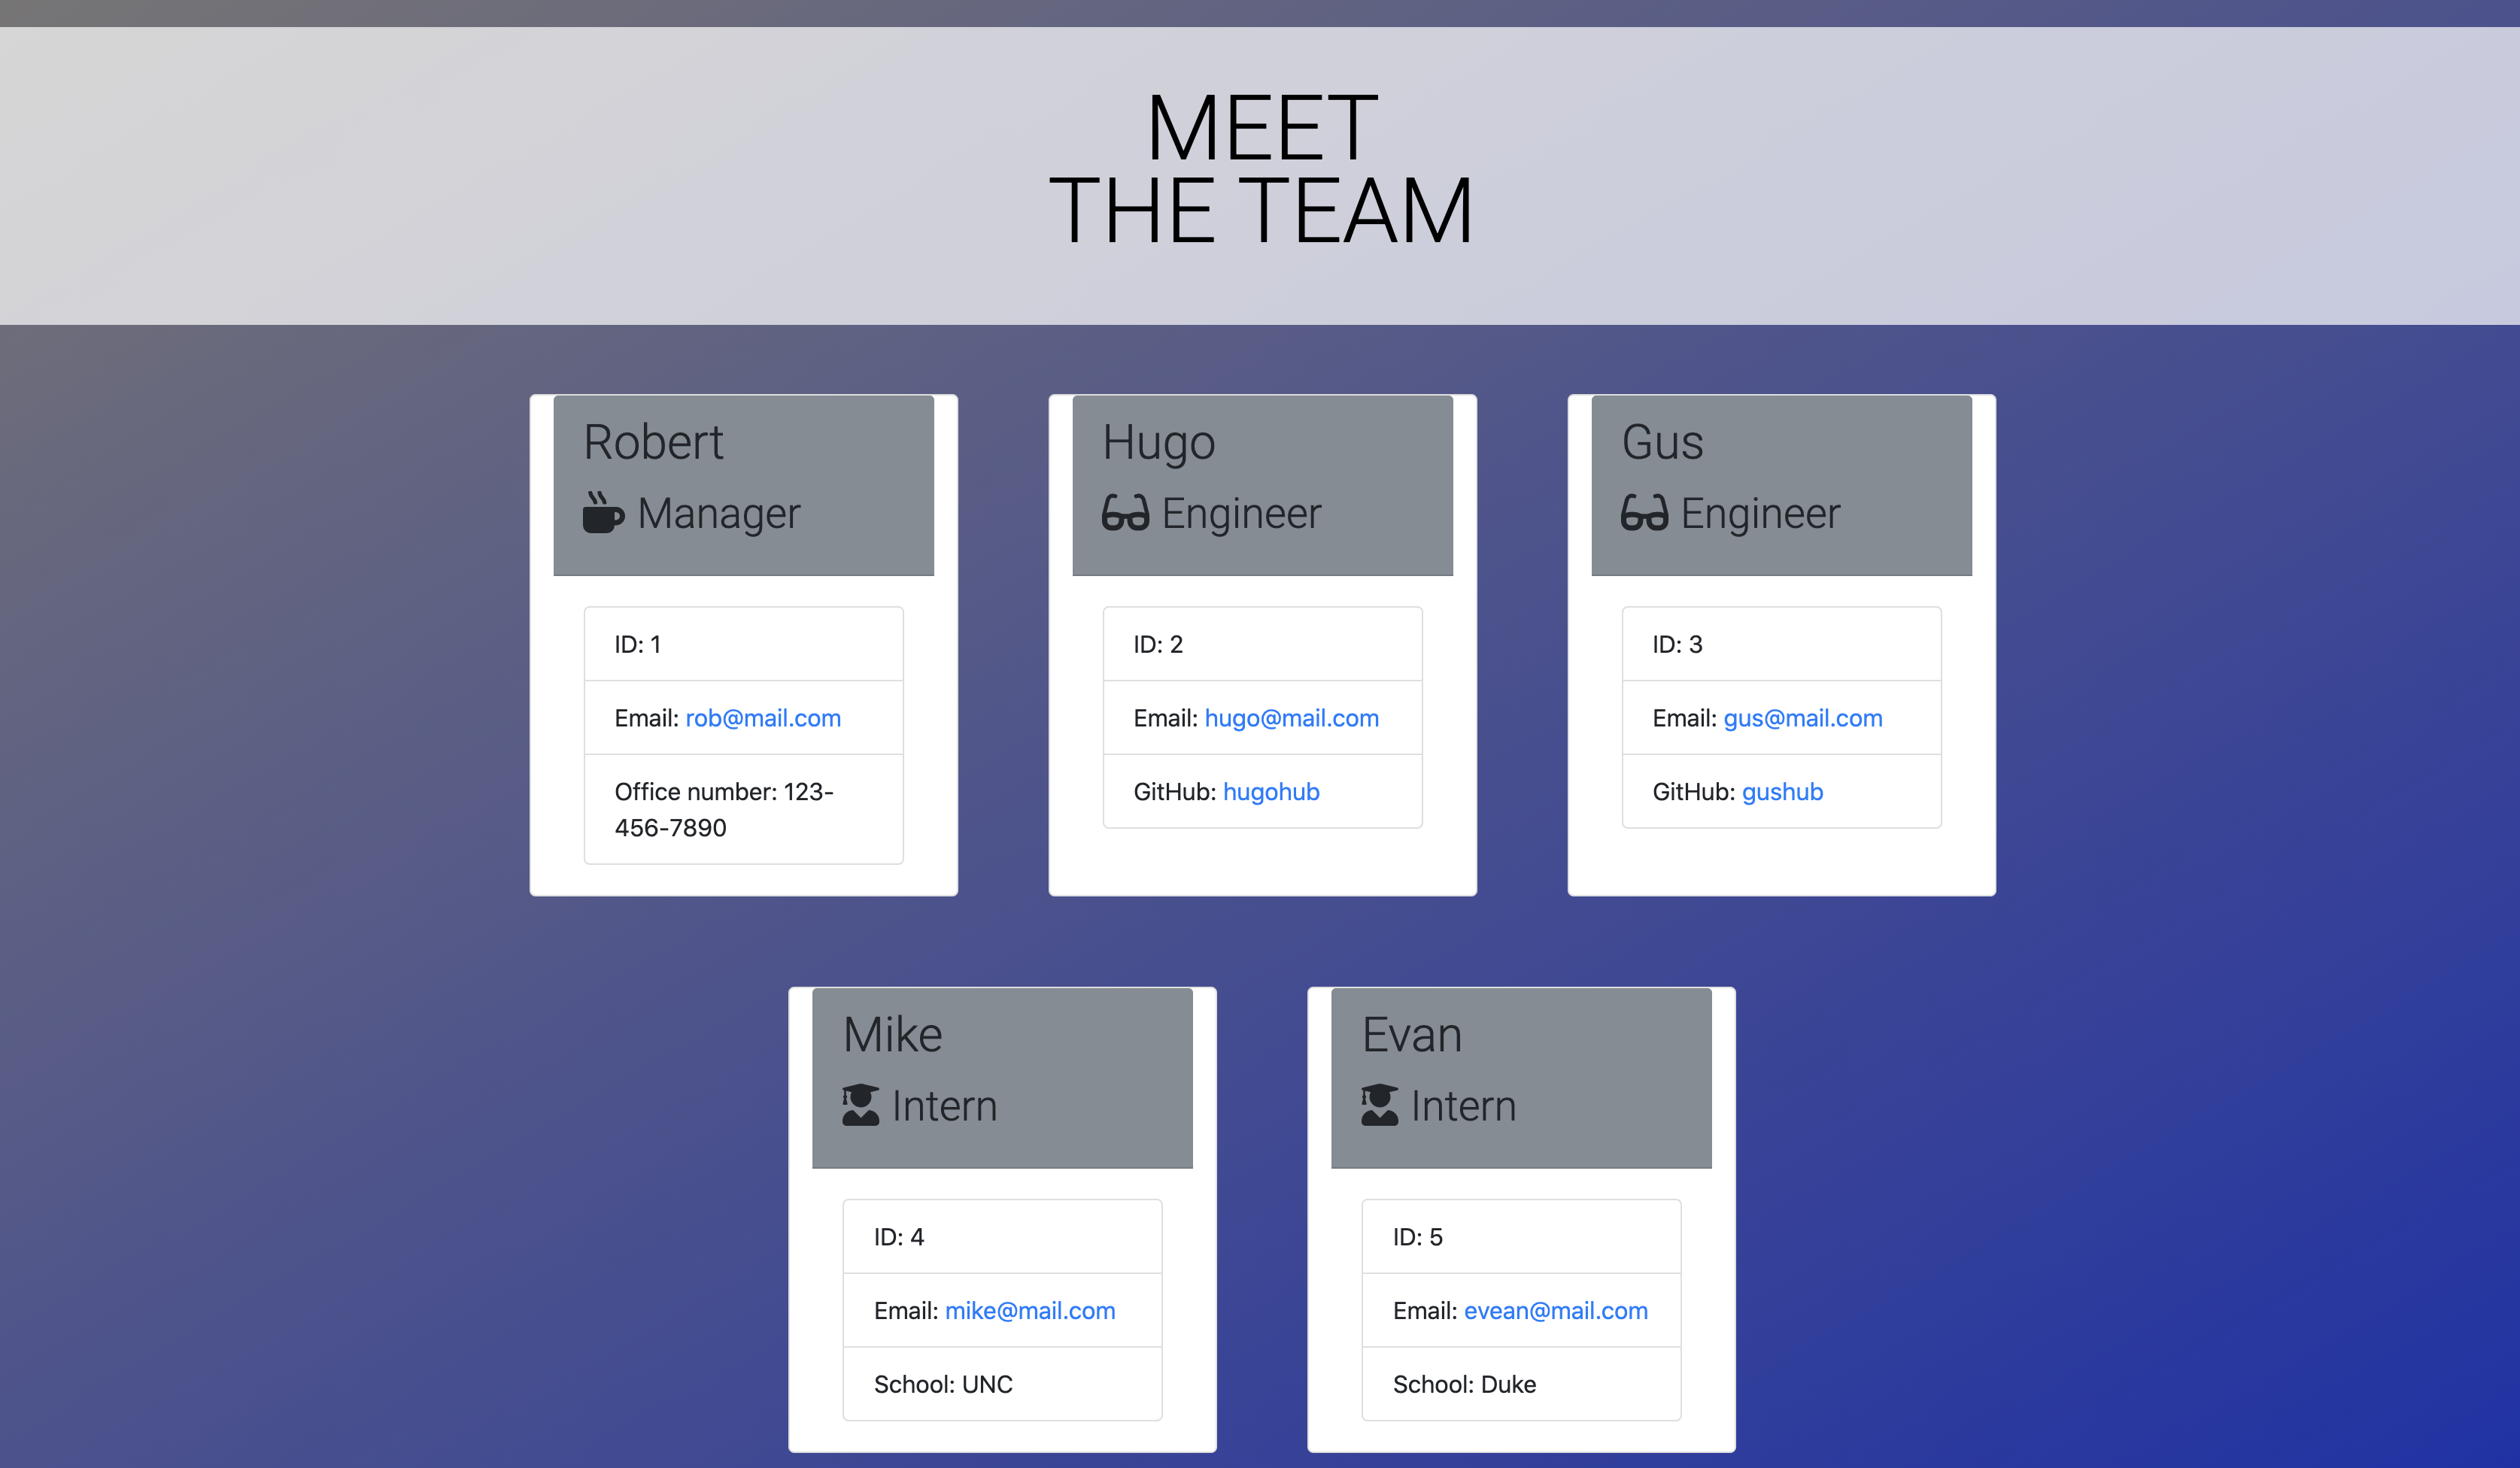 MEET
THE TEAM
Robert
Manager
ID: 1
Email: rob@mail.com
Office number: 123-
456-7890
Hugo
Engineer
ID: 2
Email: hugo@mail.com
GitHub: hugohub
Gus
Engineer
ID: 3
Email: gus@mail.com
GitHub: gushub
Mike
Intern
ID: 4
Email: mike@mail.com
School: UNC
Evan
Intern
ID: 5
Email: evean@mail.com
School: Duke